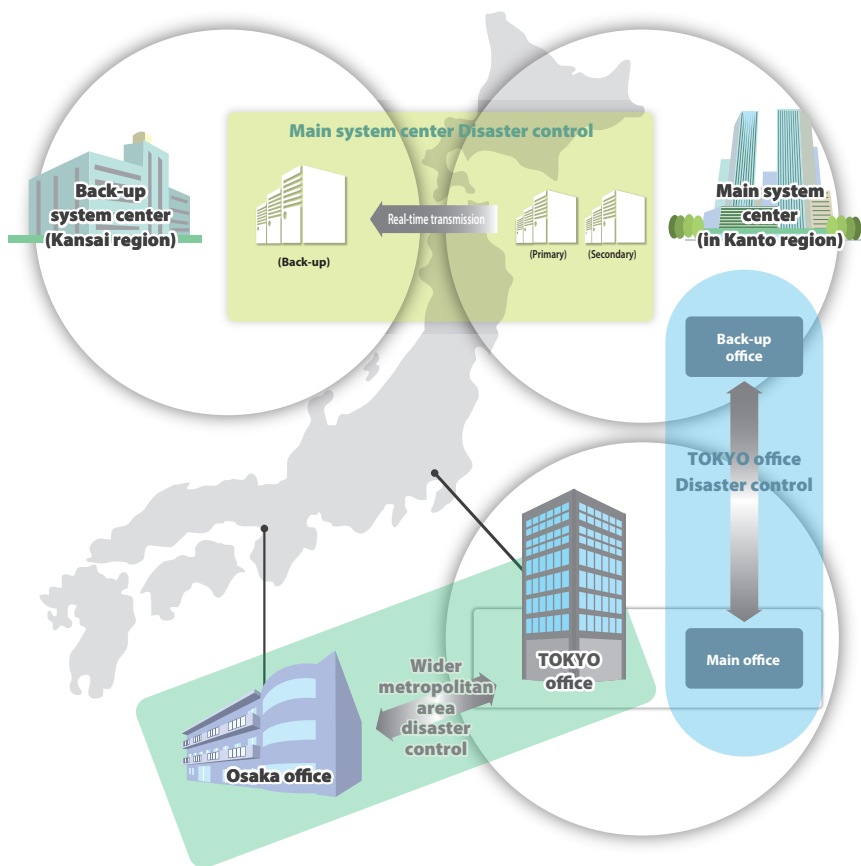 Main system center Disaster control
Back-up
system center
(Kansai region)
Real-time transmission
(Back-up)
(Primary)
(Secondary)
Main system
center
(in Kanto region)
Back-up
office
TOKYO office
Disaster control
Main office
TOKYO
office
Wider
metropolitan
area
disaster
control
Osaka office